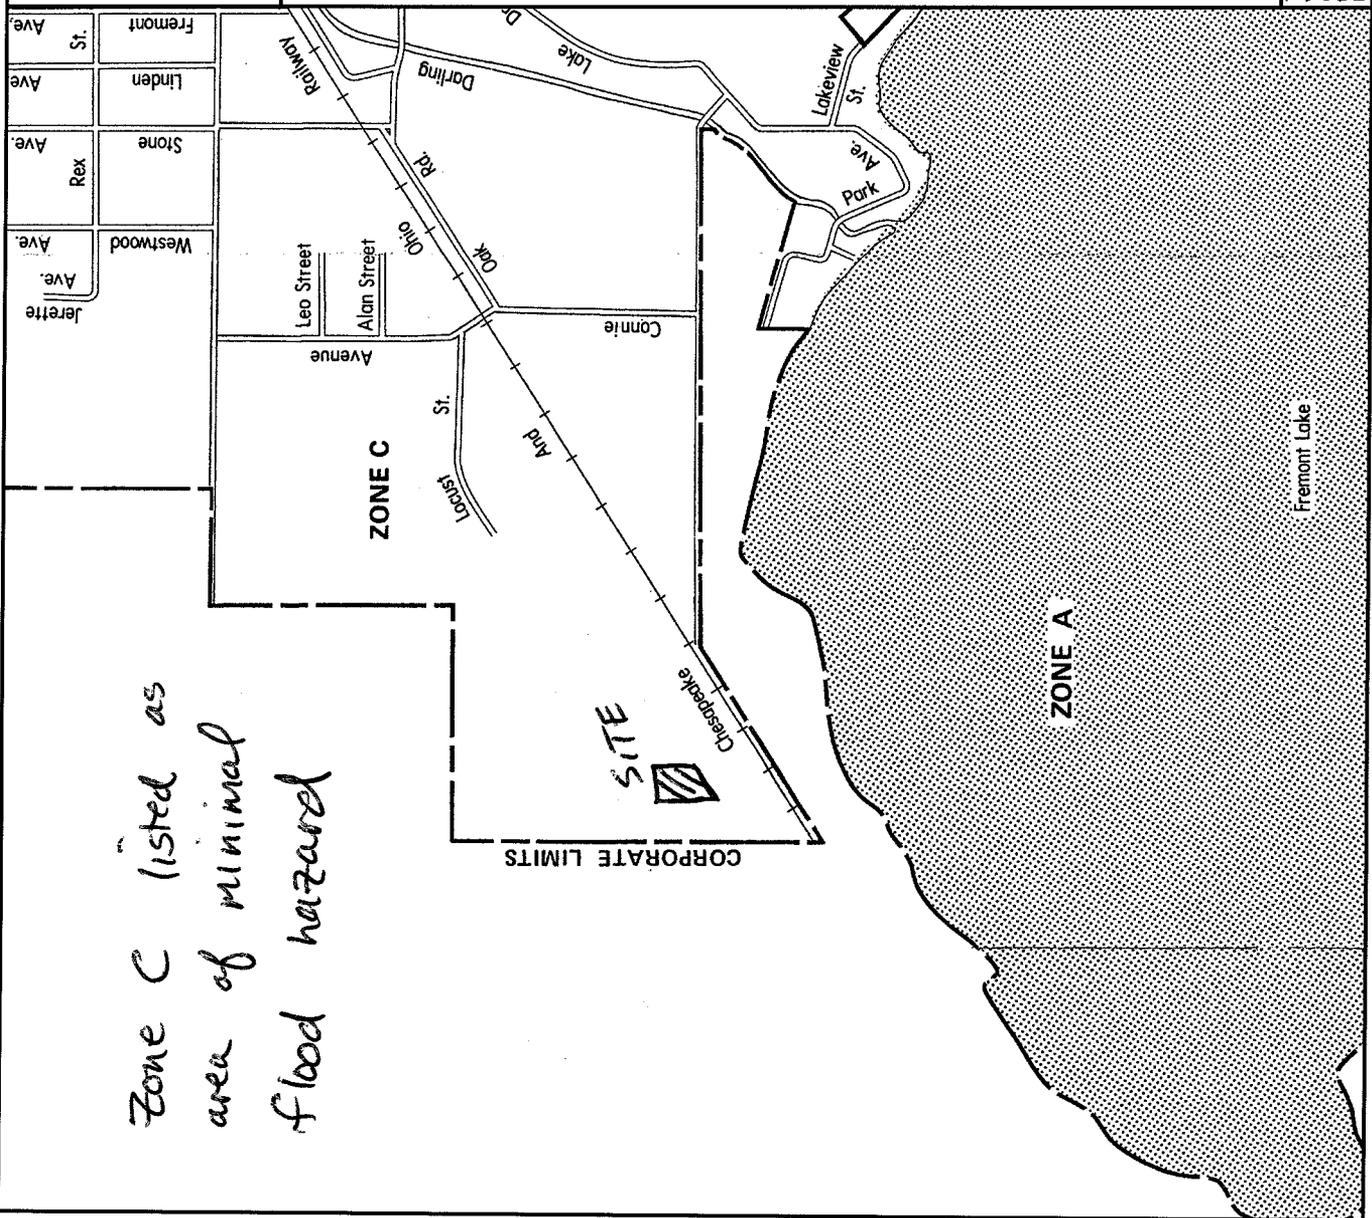 Zone C listed as
area of minimal
flood hazard
SITE
ZONE C
ZONE A
Fremont Lake
CORPORATE LIMITS
Chesapeake And Ohio Railway
Fremont Ave.
Linden Ave
Stone Ave.
Westwood Ave.
Jerette Ave.
Rex St.
Leo Street
Alan Street
Connie Avenue
Locust St.
Oak Rd.
Darling
Lake Dr
Lakeview St.
Park Ave.